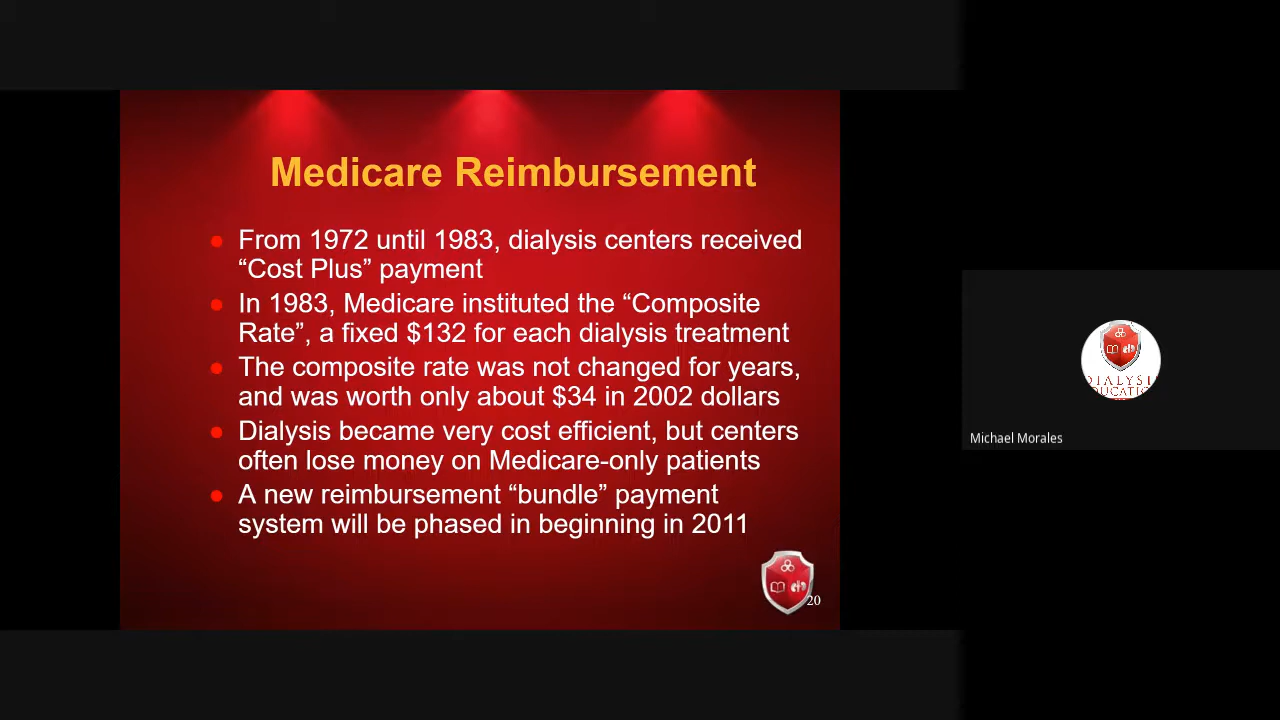 Medicare Reimbursement
From 1972 until 1983, dialysis centers received
“Cost Plus” payment
In 1983, Medicare instituted the “Composite
Rate”, a fixed $132 for each dialysis treatment
The composite rate was not changed for years,
and was worth only about $34 in 2002 dollars
Dialysis became very cost efficient, but centers
often lose money on Medicare-only patients
A new reimbursement “bundle” payment
system will be phased in beginning in 2011
20
DIALYSI
DUCATIO
Michael Morales